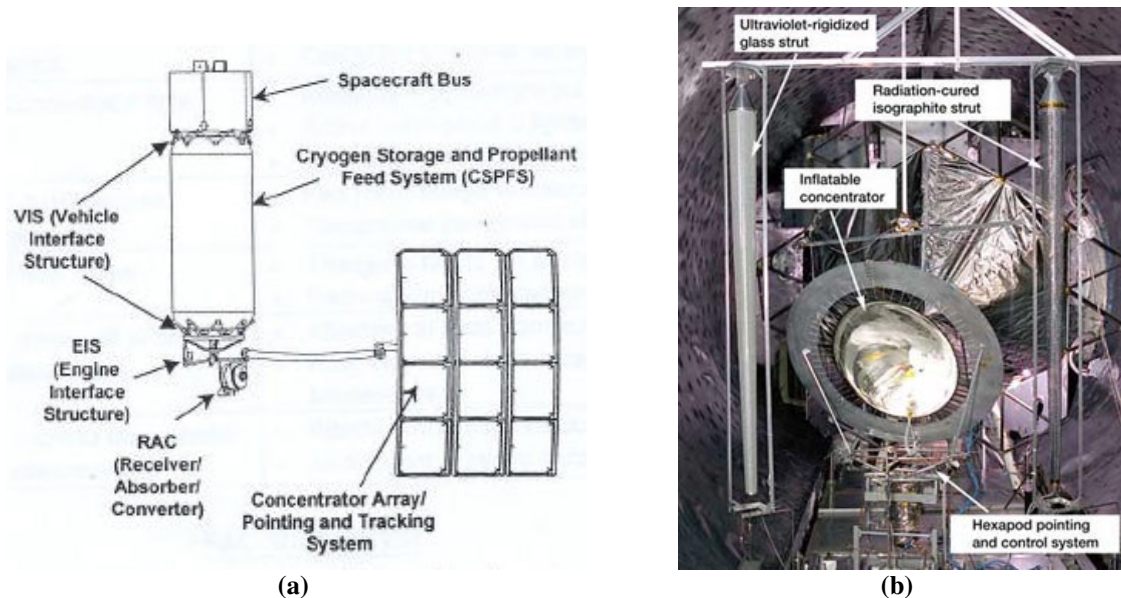 Spacecraft Bus
Cryogen Storage and Propellant
Feed System (CSPFS)
VIS (Vehicle
Interface
Structure)
EIS
(Engine
Interface
Structure)
RAC
(Receiver/
Absorber/
Converter)
Concentrator Array/
Pointing and Tracking
System
(a)
Ultraviolet-rigidized
glass strut
Radiation-cured
isographite strut
Inflatable
concentrator
Hexapod pointing
and control system
(b)